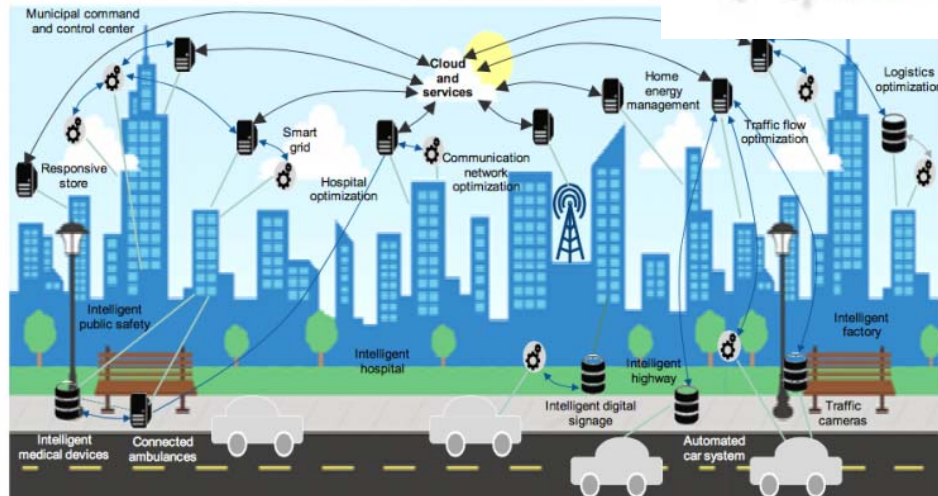 Municipal command
and control center
Cloud
and
services
Home
energy
management
Logistics
optimization
Smart
grid
Traffic flow
optimization
Responsive
store
Hospital
optimization
Communication
network
optimization
Intelligent
public safety
Intelligent
hospital
Intelligent
highway
Intelligent
factory
Intelligent digital
signage
Traffic
cameras
Intelligent
medical devices
Connected
ambulances
Automated
car system